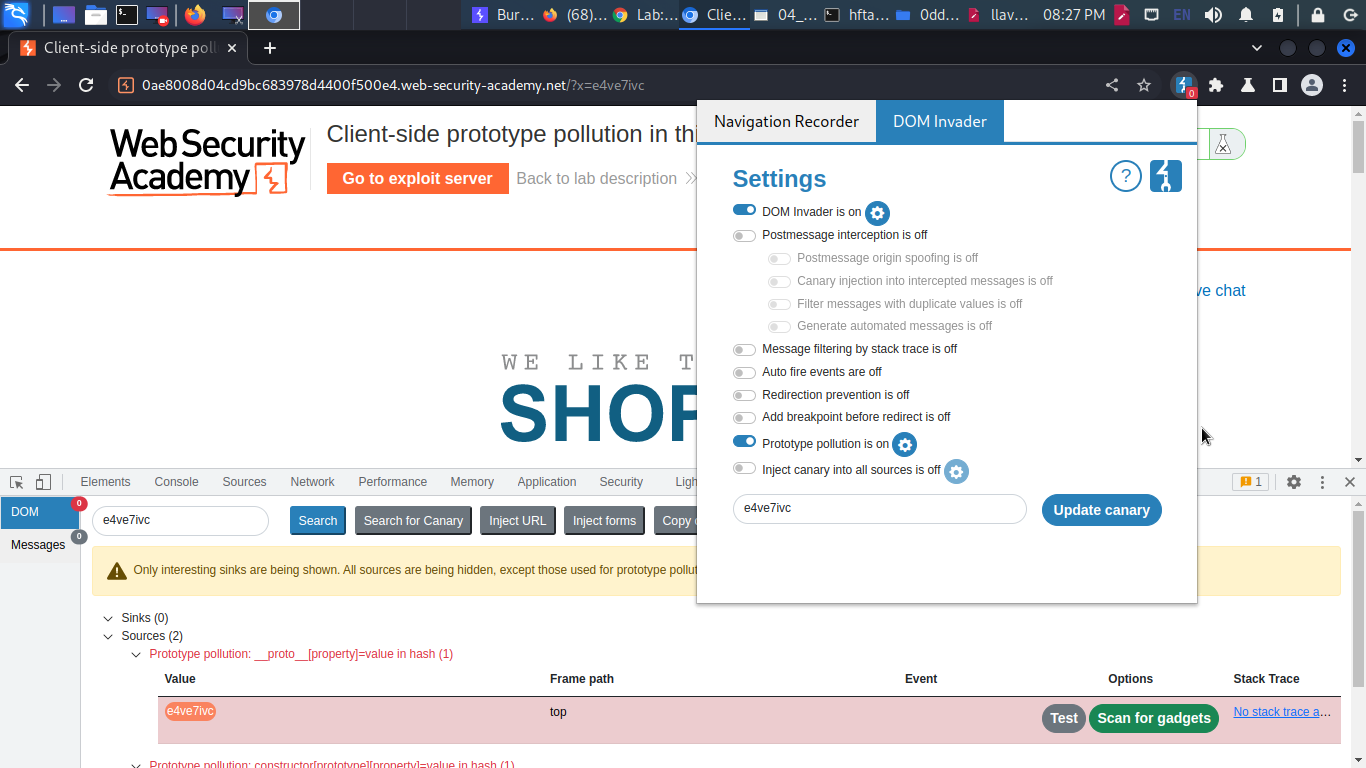 Bur...
(68)...
Lab:...
Clie...
04_...
hfta...
0dd...
llav...
08:27 PM
EN
Client-side prototype poll
0ae8008d04cd9bc683978d4400f500e4.web-security-academy.net/?x=e4ve7ivc
0
Navigation Recorder
DOM Invader
Web Security
Academy
Client-side prototype pollution in thi
Go to exploit server
Back to lab description
Settings
?
DOM Invader is on
Postmessage interception is off
Postmessage origin spoofing is off
Canary injection into intercepted messages is off
ve chat
Filter messages with duplicate values is off
Generate automated messages is off
Message filtering by stack trace is off
WE LIKE T
Auto fire events are off
Redirection prevention is off
SHOP
Add breakpoint before redirect is off
Prototype pollution is on
Inject canary into all sources is off
e4ve7ivc
Update canary
Elements
Console
Sources
Network
Performance
Memory
Application
Security
Ligh
1
DOM
0
Messages
0
e4ve7ivc
Search
Search for Canary
Inject URL
Inject forms
Copy c
Only interesting sinks are being shown. All sources are being hidden, except those used for prototype pollut
Sinks (0)
Sources (2)
Prototype pollution: __proto__[property]=value in hash (1)
Value
Frame path
Event
Options
Stack Trace
e4ve7ivc
top
Test
Scan for gadgets
No stack trace a...
Prototype pollution: constructor[prototype][property]=value in hash (1)